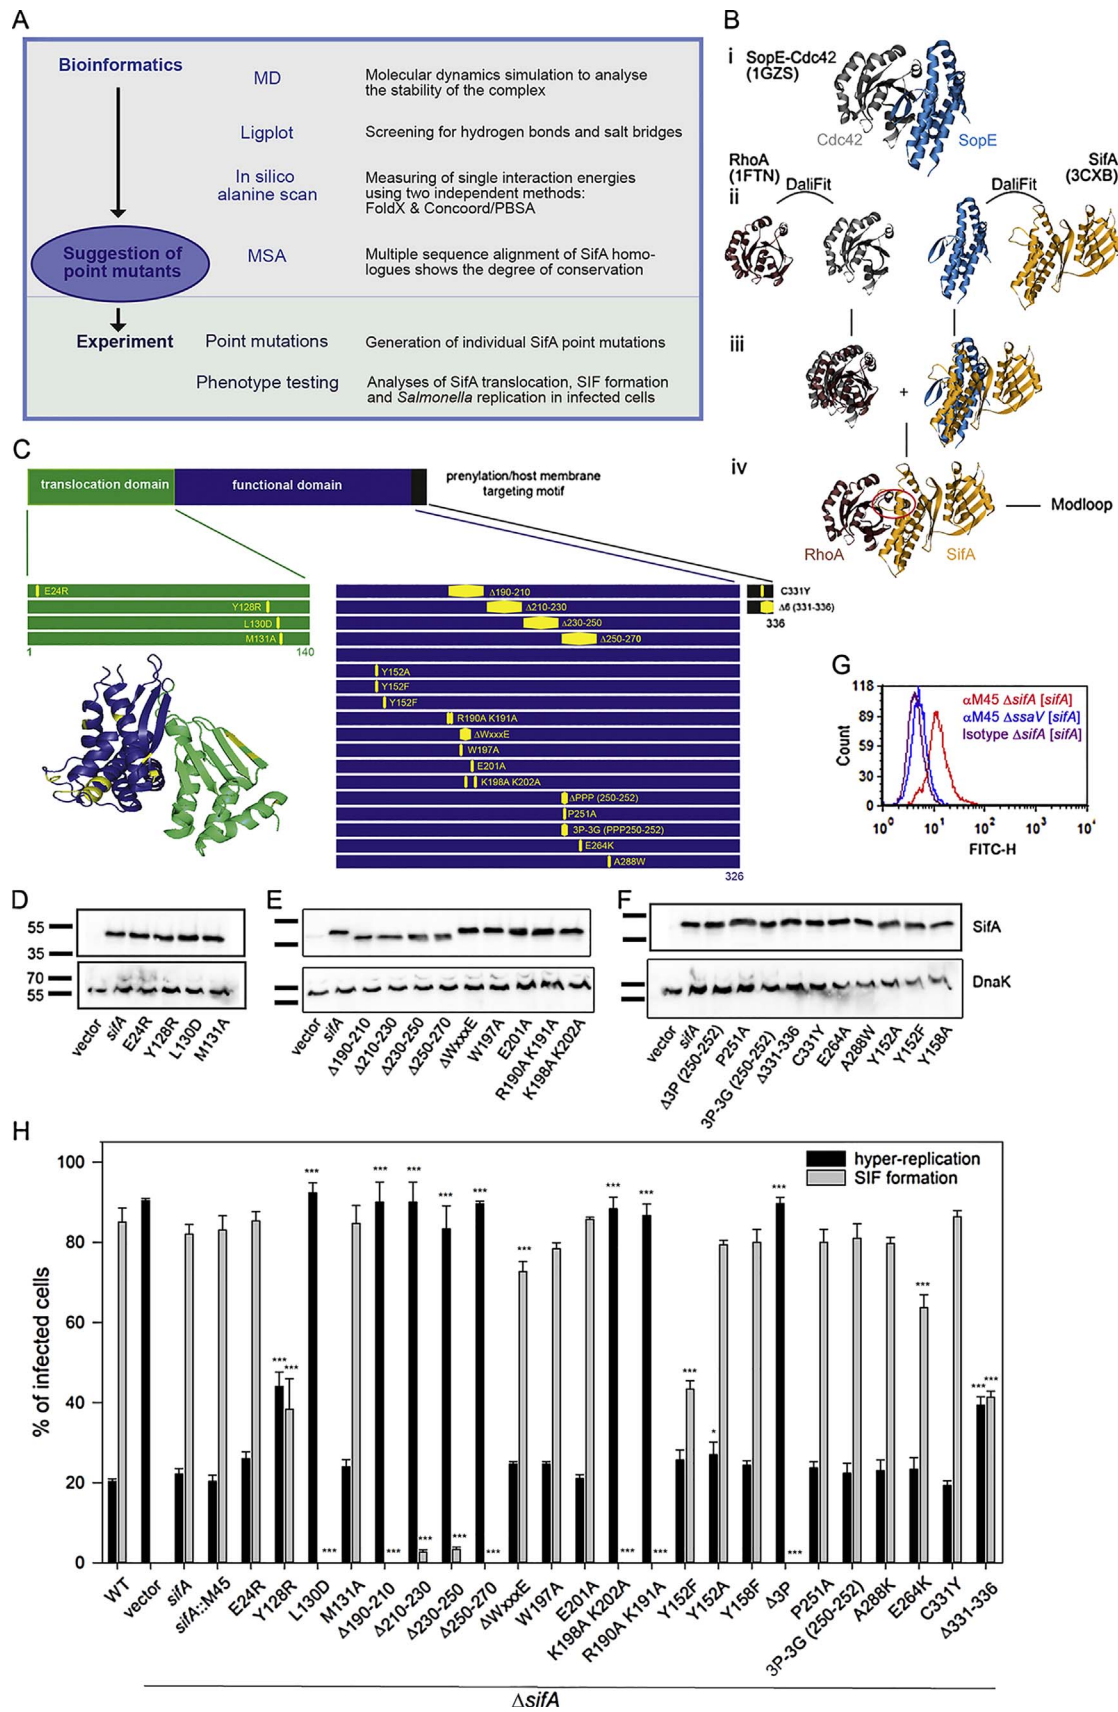 A
Bioinformatics
MD
Molecular dynamics simulation to analyse
the stability of the complex
Ligplot
Screening for hydrogen bonds and salt bridges
In silico
alanine scan
Measuring of single interaction energies
using two independent methods:
FoldX & Concoord/PBSA
Suggestion of
point mutants
MSA
Multiple sequence alignment of SifA homo-
logues shows the degree of conservation
Experiment
Point mutations
Generation of individual SifA point mutations
Phenotype testing
Analyses of SifA translocation, SIF formation
and Salmonella replication in infected cells
B
i
SopE-Cdc42
(1GZS)
Cdc42
SopE
RhoA
(1FTN)
DaliFit
DaliFit
SifA
(3CXB)
ii
iii
+
iv
RhoA
SifA
Modloop
C
translocation domain
functional domain
prenylation/host membrane
targeting motif
E24R
Y128R
L130D
M131A
1
140
Δ190-210
Δ210-230
Δ230-250
Δ250-270
Y152A
Y152F
Y152F
R190A K191A
ΔWxxxE
W197A
E201A
K198A K202A
ΔPPP (250-252)
P251A
3P-3G (PPP250-252)
E264K
A288W
326
C331Y
Δ6 (331-336)
336
G
118
89
59
30
0
Count
αM45 ΔsifA [sifA]
αM45 ΔssaV [sifA]
Isotype ΔsifA [sifA]
10⁰
10¹
10²
10³
10⁴
FITC-H
D
55
35
70
55
vector
sifA
E24R
Y128R
L130D
M131A
E
vector
sifA
Δ190-210
Δ210-230
Δ230-250
Δ250-270
ΔWxxxE
W197A
E201A
R190A K191A
K198A K202A
F
SifA
DnaK
vector
sifA
Δ3P (250-252)
P251A
3P-3G (250-252)
Δ331-336
C331Y
E264A
A288W
Y152A
Y152F
Y158A
H
hyper-replication
SIF formation
% of infected cells
100
80
60
40
20
0
*** *** *** *** *** *** *** *** *** *** *** *** *** *** *** *** *** *** * *** *** *** *** ***
WT
vector
sifA
sifA::M45
E24R
Y128R
L130D
M131A
Δ190-210
Δ210-230
Δ230-250
Δ250-270
ΔWxxxE
W197A
E201A
K198A K202A
R190A K191A
Y152F
Y152A
Y158F
Δ3P
P251A
3P-3G (250-252)
A288K
E264K
C331Y
Δ331-336
ΔsifA